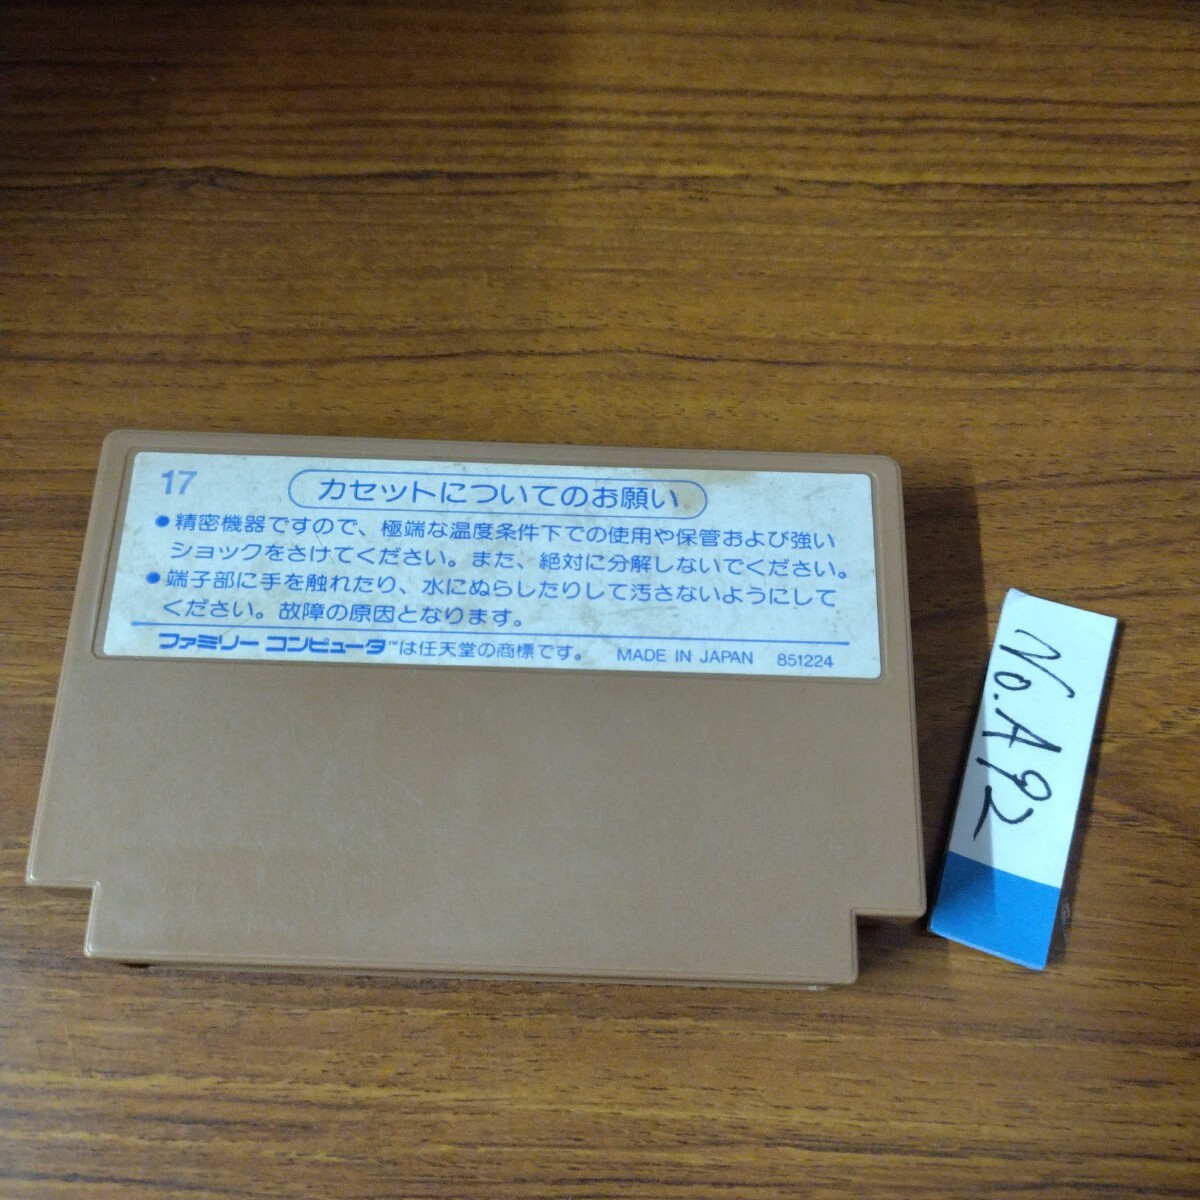 17
カセットについてのお願い
●精密機器ですので、極端な温度条件下での使用や保管および強い
ショックをさけてください。また、絶対に分解しないでください。
●端子部に手を触れたり、水にぬらしたりして汚さないようにして
ください。故障の原因となります。
ファミリー コンピュータ™は任天堂の商標です。 MADE IN JAPAN 851224
No.A92